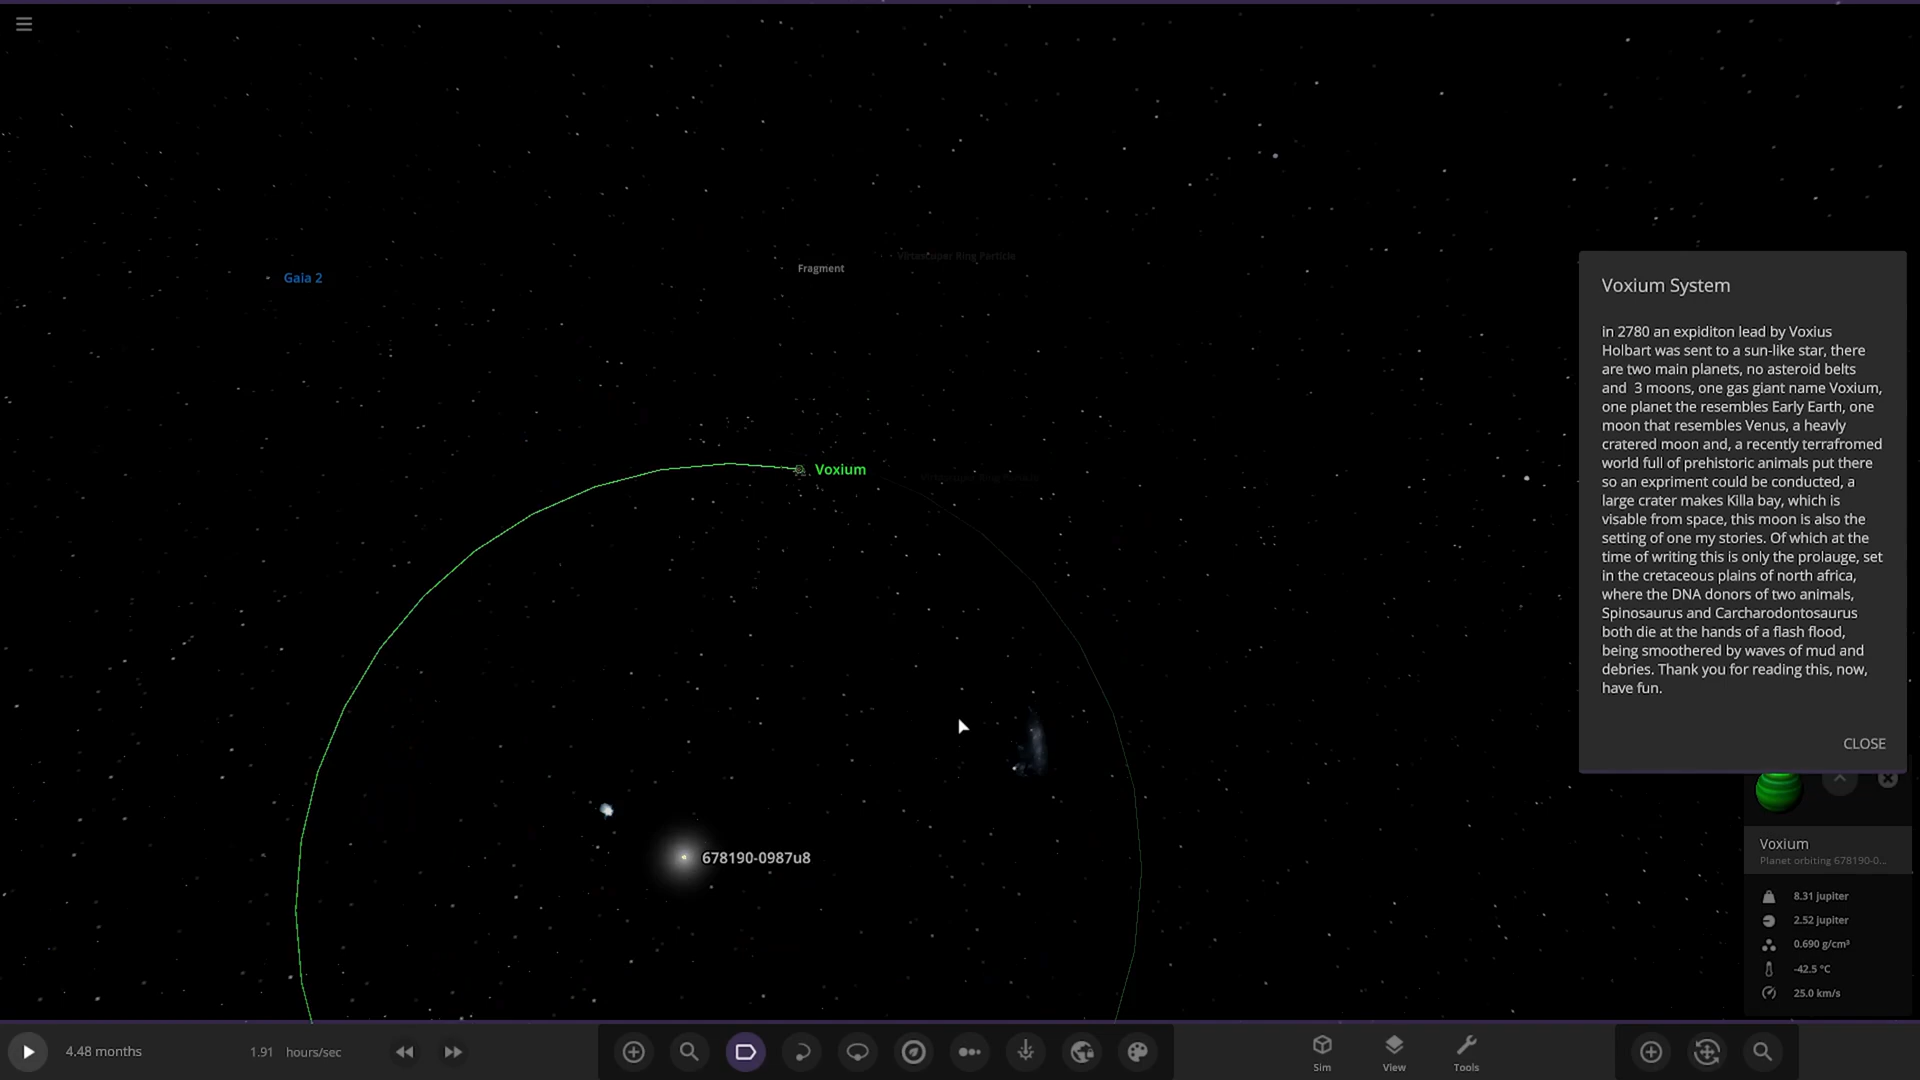 Virtascuper Ring Particle
Fragment
Gaia 2
Voxium
678190-0987u8
Voxium System
in 2780 an expiditon lead by Voxius
Holbart was sent to a sun-like star, there
are two main planets, no asteroid belts
and  3 moons, one gas giant name Voxium,
one planet the resembles Early Earth, one
moon that resembles Venus, a heavly
cratered moon and, a recently terrafromed
world full of prehistoric animals put there
so an expriment could be conducted, a
large crater makes Killa bay, which is
visable from space, this moon is also the
setting of one my stories. Of which at the
time of writing this is only the prolauge, set
in the cretaceous plains of north africa,
where the DNA donors of two animals,
Spinosaurus and Carcharodontosaurus
both die at the hands of a flash flood,
being smoothered by waves of mud and
debries. Thank you for reading this, now,
have fun.
CLOSE
Voxium
Planet orbiting 678190-0...
8.31 jupiter
2.52 jupiter
0.690 g/cm³
-42.5 °C
25.0 km/s
4.48 months
1.91 hours/sec
Sim
View
Tools